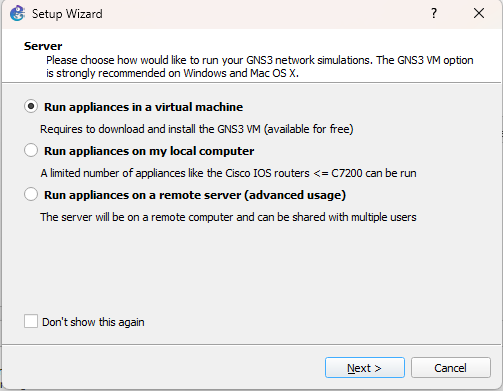 Setup Wizard
Server
Please choose how would like to run your GNS3 network simulations. The GNS3 VM option
is strongly recommended on Windows and Mac OS X.
Run appliances in a virtual machine
Requires to download and install the GNS3 VM (available for free)
Run appliances on my local computer
A limited number of appliances like the Cisco IOS routers <= C7200 can be run
Run appliances on a remote server (advanced usage)
The server will be on a remote computer and can be shared with multiple users
Don't show this again
Next >
Cancel